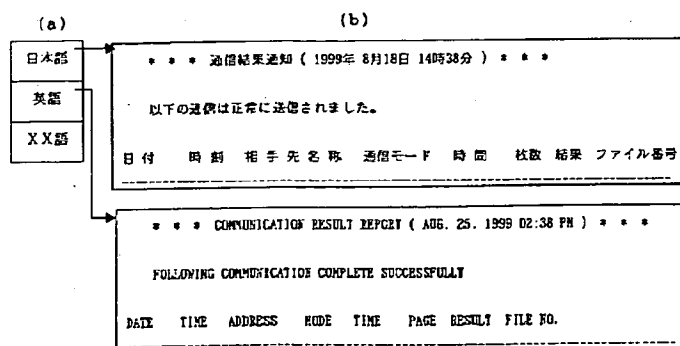 (a) (b)
日本語
英語
XX語
* * * 通信結果通知 ( 1999年 8月18日 14時38分 ) * * *
以下の通信は正常に送信されました。
日付 時刻 相手先名称 通信モード 時間 枚数 結果 ファイル番号
* * * COMMUNICATION RESULT REPORT ( AUG. 25. 1999 02:38 PM ) * * *
FOLLOWING COMMUNICATION COMPLETE SUCCESSFULLY
DATE TIME ADDRESS MODE TIME PAGE RESULT FILE NO.